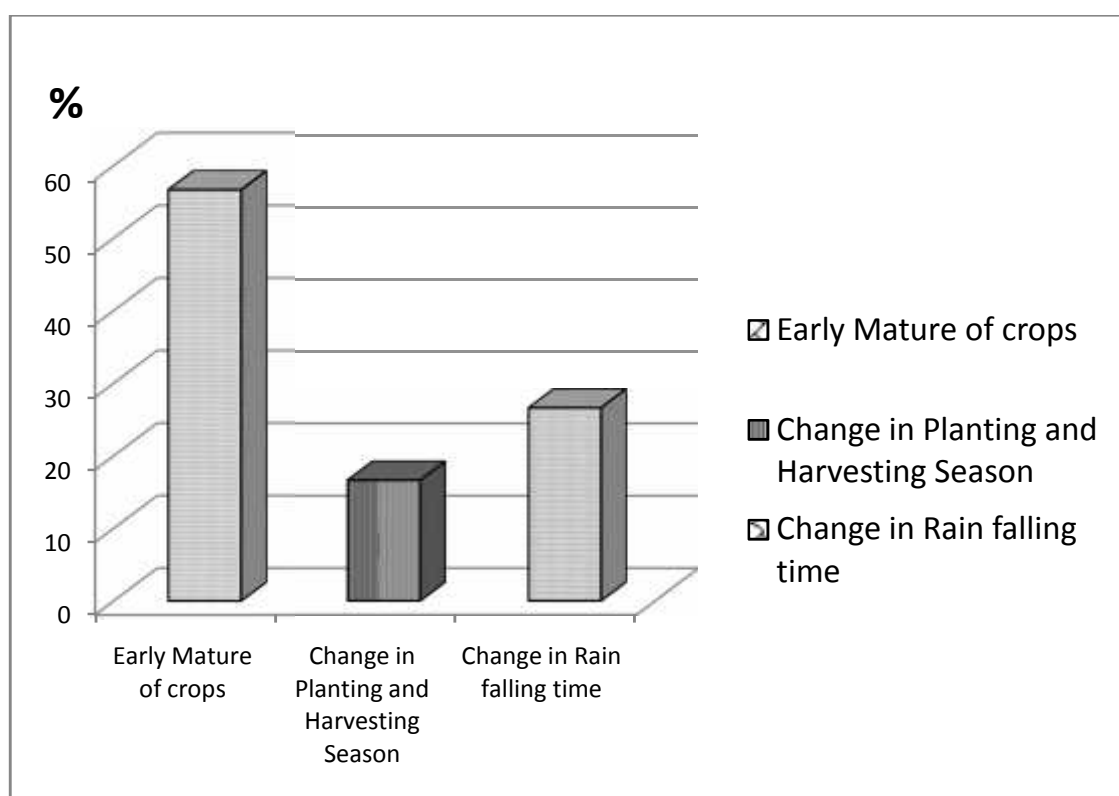 %
60
50
40
30
20
10
0
Early Mature
of crops
Change in
Planting and
Harvesting
Season
Change in Rain
falling time
Early Mature of crops
Change in Planting and
Harvesting Season
Change in Rain falling
time